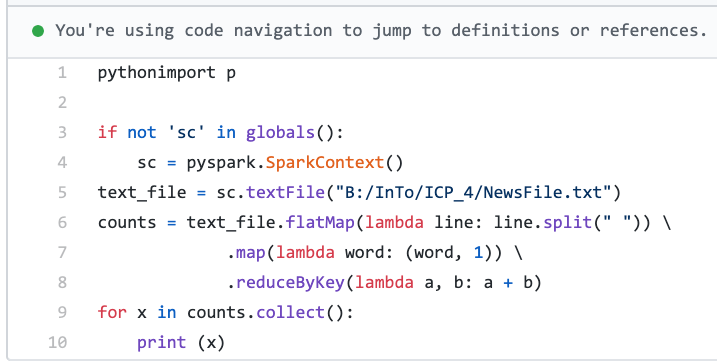 You're using code navigation to jump to definitions or references.
1 pythonimport p
2
3 if not 'sc' in globals():
4     sc = pyspark.SparkContext()
5 text_file = sc.textFile("B:/InTo/ICP_4/NewsFile.txt")
6 counts = text_file.flatMap(lambda line: line.split(" ")) \
7              .map(lambda word: (word, 1)) \
8              .reduceByKey(lambda a, b: a + b)
9 for x in counts.collect():
10     print (x)